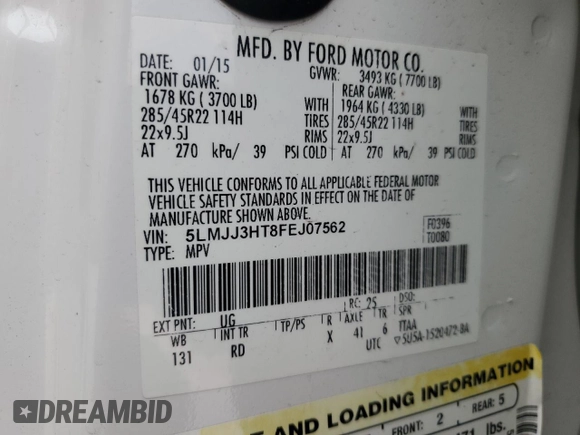 MFD. BY FORD MOTOR CO.
DATE: 01/15 GVWR: 3493 KG ( 7700 LB)
FRONT GAWR: REAR GAWR:
1678 KG ( 3700 LB) WITH 1964 KG ( 4330 LB) WITH
285/45R22 114H TIRES 285/45R22 114H TIRES
22x9.5J RIMS 22x9.5J RIMS
AT 270 kPa/ 39 PSI COLD AT 270 kPa/ 39 PSI COLD
THIS VEHICLE CONFORMS TO ALL APPLICABLE FEDERAL MOTOR
VEHICLE SAFETY STANDARDS IN EFFECT ON THE DATE OF
MANUFACTURE SHOWN ABOVE.
VIN: 5LMJJ3HT8FEJ07562 F0396
TYPE: MPV T0080
RC: 25 DSO:
EXT PNT: UG
WB INT TR TP/PS R AXLE TR SPR
131 RD X 41 6 FTAA
UTC 5U5A-1520472-BA
AND LOADING INFORMATION
FRONT: 2 REAR: 5
lbs.
DREAMBID